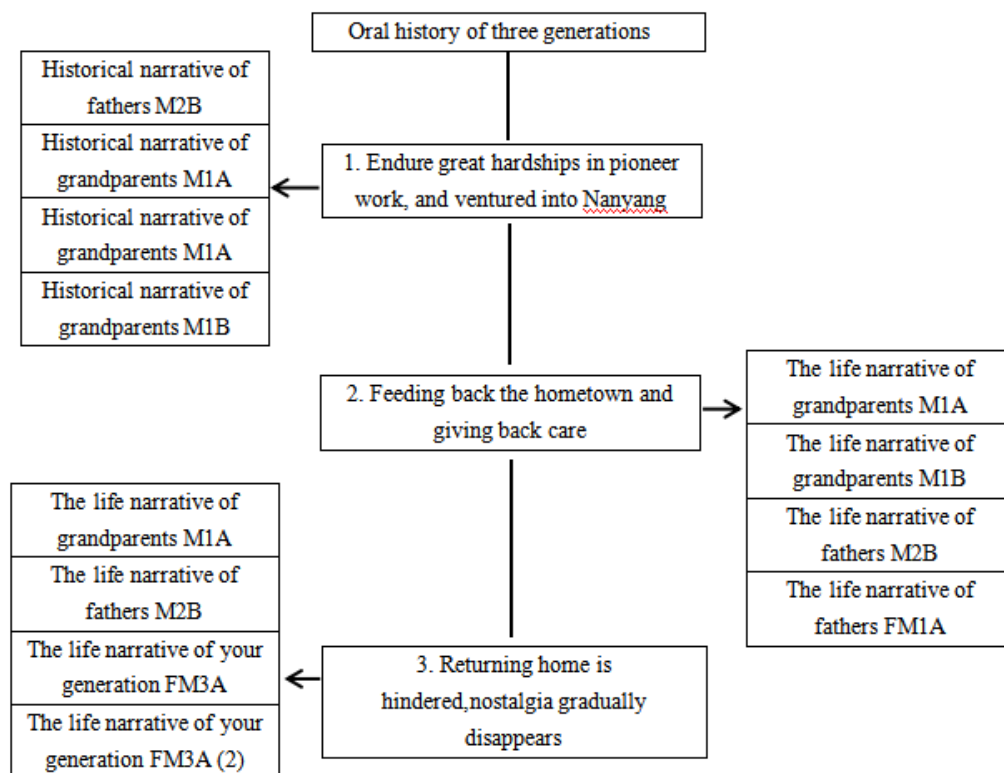 Oral history of three generations
Historical narrative of
fathers M2B
Historical narrative of
grandparents M1A
Historical narrative of
grandparents M1A
Historical narrative of
grandparents M1B
1. Endure great hardships in pioneer
work, and ventured into Nanyang
2. Feeding back the hometown and
giving back care
The life narrative of
grandparents M1A
The life narrative of
grandparents M1B
The life narrative of
fathers M2B
The life narrative of
fathers FM1A
The life narrative of
grandparents M1A
The life narrative of
fathers M2B
The life narrative of your
generation FM3A
The life narrative of your
generation FM3A (2)
3. Returning home is
hindered,nostalgia gradually
disappears